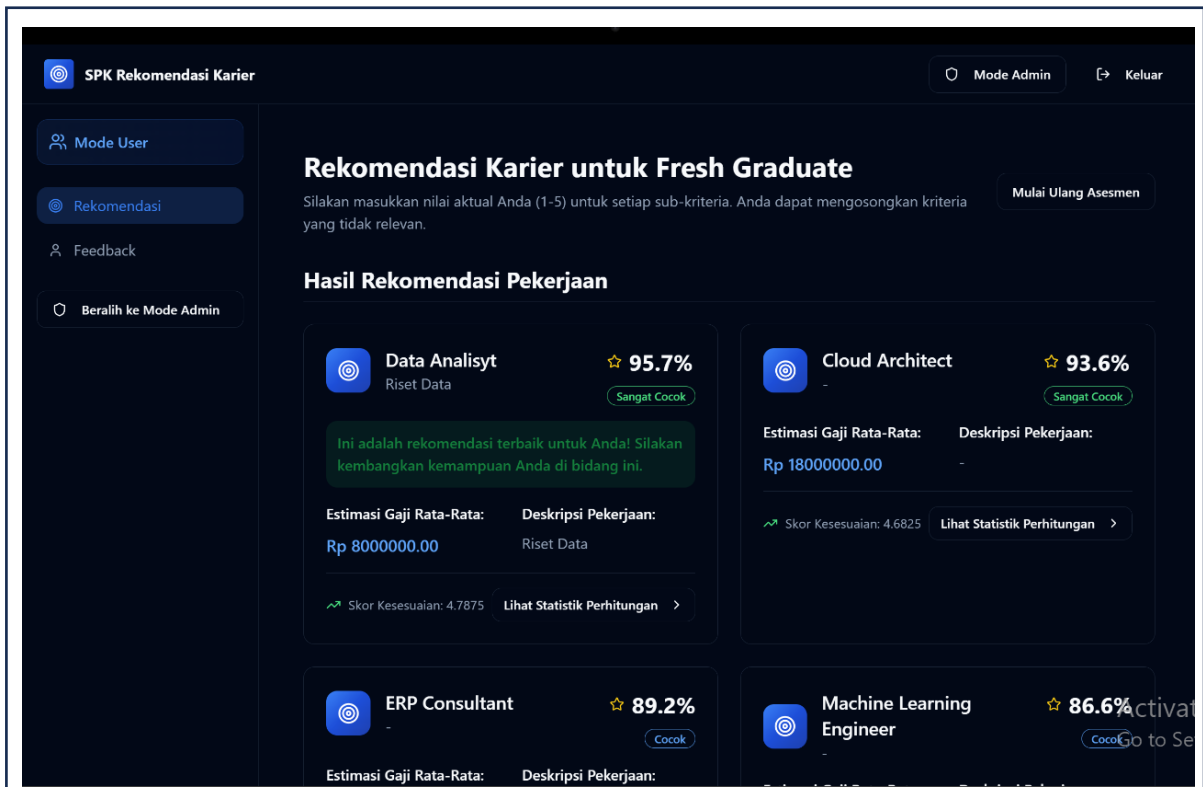 SPK Rekomendasi Karier
Mode Admin
Keluar
Mode User
Rekomendasi
Feedback
Beralih ke Mode Admin
Rekomendasi Karier untuk Fresh Graduate
Silakan masukkan nilai aktual Anda (1-5) untuk setiap sub-kriteria. Anda dapat mengosongkan kriteria
yang tidak relevan.
Mulai Ulang Asesmen
Hasil Rekomendasi Pekerjaan
Data Analisyt
Riset Data
95.7%
Sangat Cocok
Ini adalah rekomendasi terbaik untuk Anda! Silakan
kembangkan kemampuan Anda di bidang ini.
Estimasi Gaji Rata-Rata:
Rp 8000000.00
Deskripsi Pekerjaan:
Riset Data
Skor Kesesuaian: 4.7875
Lihat Statistik Perhitungan
Cloud Architect
-
93.6%
Sangat Cocok
Estimasi Gaji Rata-Rata:
Rp 18000000.00
Deskripsi Pekerjaan:
-
Skor Kesesuaian: 4.6825
Lihat Statistik Perhitungan
ERP Consultant
-
89.2%
Cocok
Estimasi Gaji Rata-Rata:
Deskripsi Pekerjaan:
Machine Learning
Engineer
-
86.6%
Cocok
Activat
Go to Se